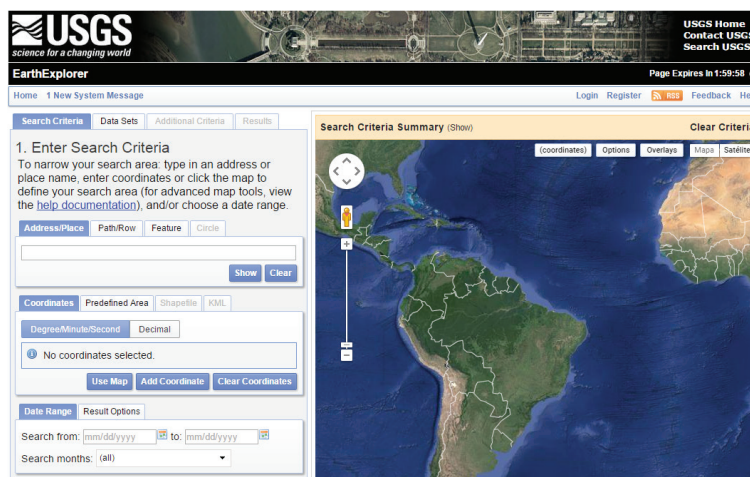 USGS
science for a changing world
USGS Home
Contact USGS
Search USGS
EarthExplorer
Page Expires In 1:59:58
Home 1 New System Message
Login Register RSS Feedback He
Search Criteria Data Sets Additional Criteria Results
1. Enter Search Criteria
To narrow your search area: type in an address or
place name, enter coordinates or click the map to
define your search area (for advanced map tools, view
the help documentation), and/or choose a date range.
Address/Place Path/Row Feature Circle
Show Clear
Coordinates Predefined Area Shapefile KML
Degree/Minute/Second Decimal
No coordinates selected.
Use Map Add Coordinate Clear Coordinates
Date Range Result Options
Search from: mm/dd/yyyy to: mm/dd/yyyy
Search months: (all)
Search Criteria Summary (Show)
Clear Criteria
(coordinates) Options Overlays Mapa Satélite